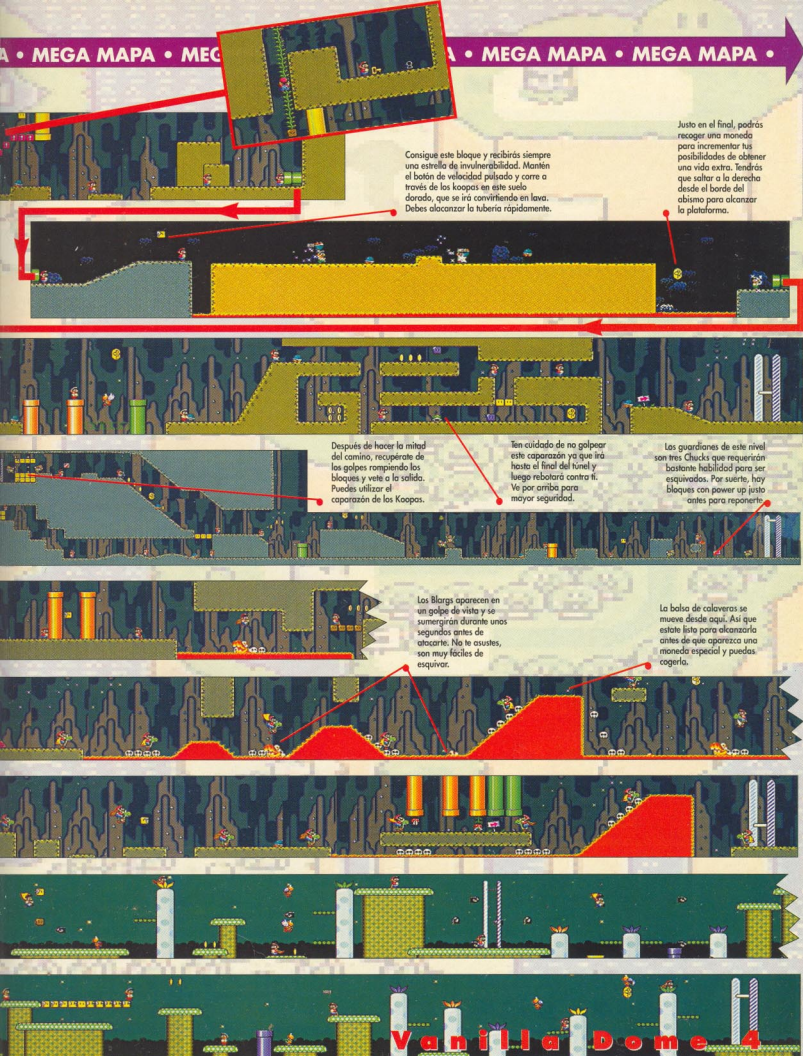 A • MEGA MAPA • MEG
A • MEGA MAPA • MEGA MAPA •
Consigue este bloque y recibirás siempre
una estrella de invulnerabilidad. Mantén
el botón de velocidad pulsado y corre a
través de los koopas en este suelo
dorado, que se irá convirtiendo en lava.
Debes alacanzar la tubería rápidamente.
Justo en el final, podrás
recoger una moneda
para incrementar tus
posibilidades de obtener
una vida extra. Tendrás
que saltar a la derecha
desde el borde del
abismo para alcanzar
la plataforma.
Después de hacer la mitad
del camino, recupérate de
los golpes rompiendo los
bloques y vete a la salida.
Puedes utilizar el
caparazón de los Koopas.
Ten cuidado de no golpear
este caparazón ya que irá
hasta el final del túnel y
luego rebotará contra ti.
Ve por arriba para
mayor seguridad.
Los guardianes de este nivel
son tres Chucks que requerirán
bastante habilidad para ser
esquivados. Por suerte, hay
bloques con power up justo
antes para reponerte.
Los Blargs aparecen en
un golpe de vista y se
sumergirán durante unos
segundos antes de
atacarte. No te asustes,
son muy fáciles de
esquivar.
La balsa de calaveras se
mueve desde aquí. Asi que
estate listo para alcanzarla
antes de que aparezca una
moneda especial y puedas
cogerla.
Vanilla Dome 4